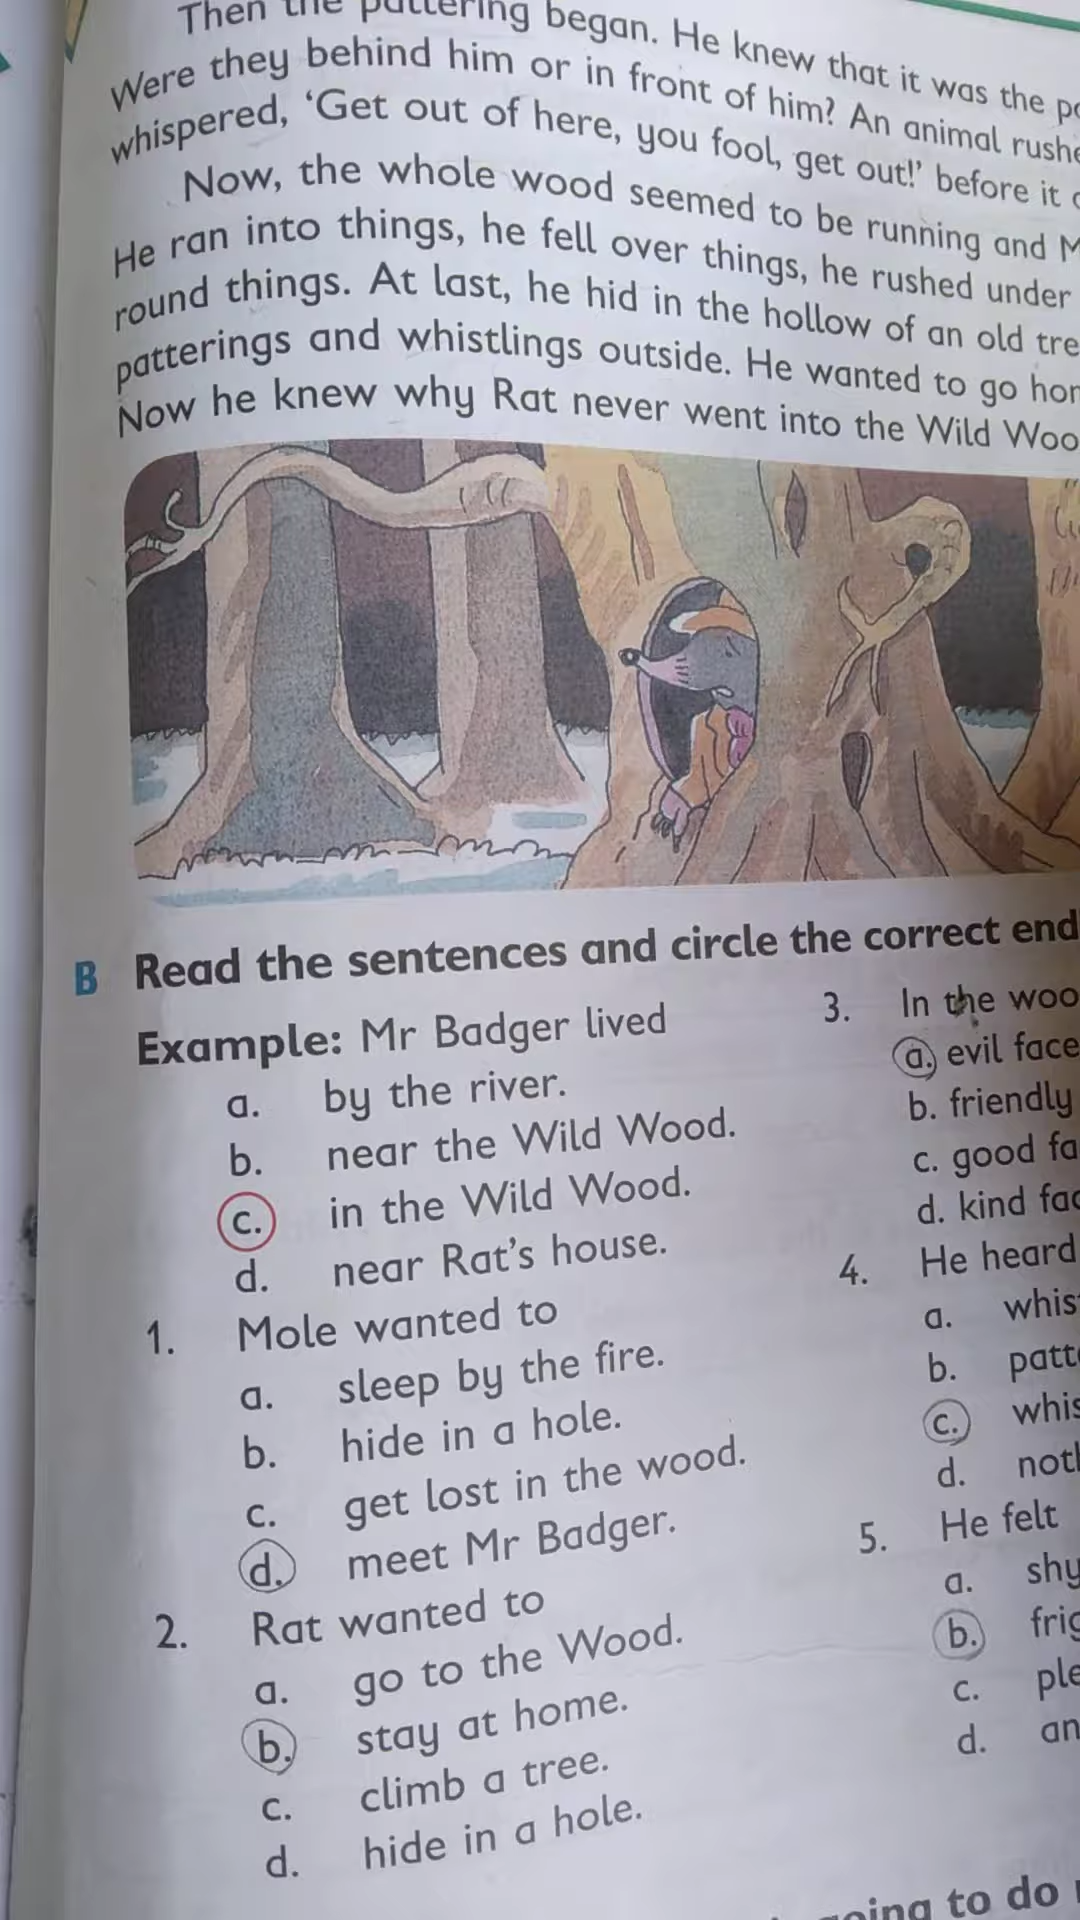 Then the pattering began. He knew that it was the
Were they behind him or in front of him? An animal
whispered, ‘Get out of here, you fool, get out!’ before it
Now, the whole wood seemed to be running and
He ran into things, he fell over things, he rushed under
round things. At last, he hid in the hollow of an old
patterings and whistlings outside. He wanted to go
Now he knew why Rat never went into the Wild
B Read the sentences and circle the correct
Example: Mr Badger lived
a. by the river.
b. near the Wild Wood.
c. in the Wild Wood.
d. near Rat's house.
1. Mole wanted to
a. sleep by the fire.
b. hide in a hole.
c. get lost in the wood.
d. meet Mr Badger.
2. Rat wanted to
a. go to the Wood.
b. stay at home.
c. climb a tree.
d. hide in a hole.
3. In the
a. evil
b. friendly
c. good
d. kind
4. He heard
a.
b.
c.
d.
5. He felt
a. shy
b.
c.
d.
to do